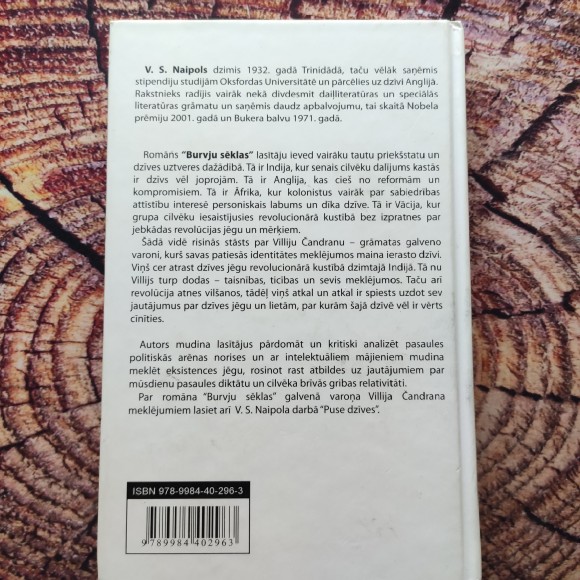 V. S. Naipols dzimis 1932. gadā Trinidādā, taču vēlāk saņēmis
stipendiju studijām Oksfordas Universitātē un pārcēlies uz dzīvi Anglijā.
Rakstnieks radījis vairāk nekā divdesmit daiļliteratūras un speciālās
literatūras grāmatu un saņēmis daudz apbalvojumu, tai skaitā Nobela
prēmiju 2001. gadā un Bukera balvu 1971. gadā.
Romāns "Burvju sēklas" lasītāju ieved vairāku tautu priekšstatu un
dzīves uztveres dažādībā. Tā ir Indija, kur senais cilvēku dalījums kastās
ir dzīvs vēl joprojām. Tā ir Anglija, kas cieš no reformām un
kompromisiem. Tā ir Āfrika, kur kolonistus vairāk par sabiedrības
attīstību interesē personiskais labums un dīka dzīve. Tā ir Vācija, kur
grupa cilvēku iesaistījusies revolucionārā kustībā bez izpratnes par
jebkādas revolūcijas jēgu un mērķiem.
Šādā vidē risinās stāsts par Villiju Čandranu – grāmatas galveno
varoni, kurš savas patiesās identitātes meklējumos maina ierasto dzīvi.
Viņš cer atrast dzīves jēgu revolucionārā kustībā dzimtajā Indijā. Tā nu
Villijs turp dodas – taisnības, ticības un sevis meklējumos. Taču arī
revolūcija atnes vilšanos, tādēļ viņš atkal un atkal ir spiests uzdot sev
jautājumus par dzīves jēgu un lietām, par kurām šajā dzīvē vēl ir vērts
cīnīties.
Autors mudina lasītājus pārdomāt un kritiski analizēt pasaules
politiskās arēnas norises un ar intelektuāliem mājieniem mudina
meklēt eksistences jēgu, rosinot rast atbildes uz jautājumiem par
mūsdienu pasaules diktātu un cilvēka brīvās gribas relativitāti.
Par romāna "Burvju sēklas" galvenā varoņa Villija Čandrana
meklējumiem lasiet arī V. S. Naipola darbā "Puse dzīves".
ISBN 978-9984-40-296-3
9 789984 402963